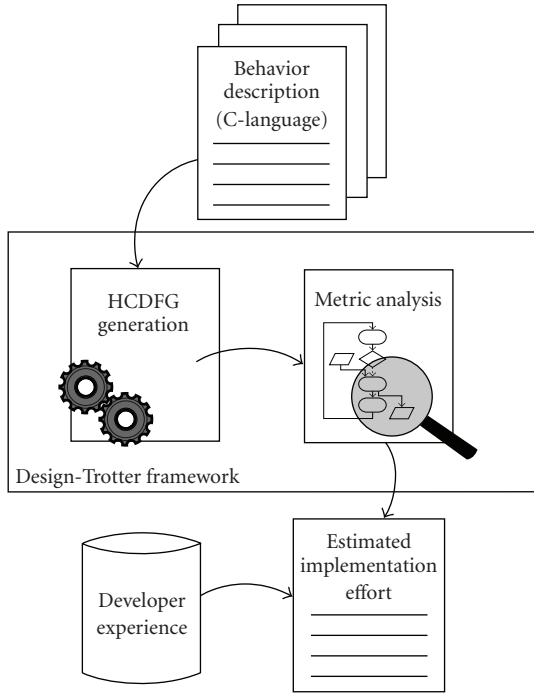 Behavior
description
(C-language)
HCDFG
generation
Metric analysis
Design-Trotter framework
Developer
experience
Estimated
implementation
effort